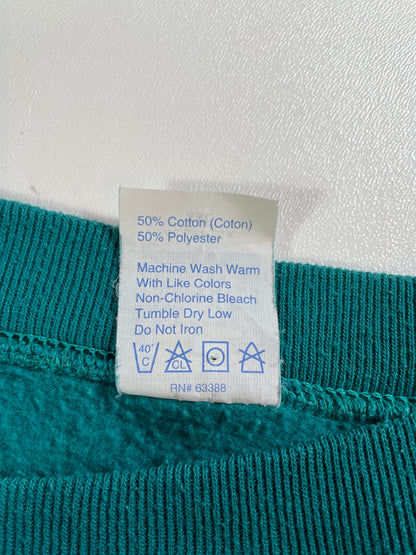 50% Cotton (Coton)
50% Polyester
Machine Wash Warm
With Like Colors
Non-Chlorine Bleach
Tumble Dry Low
Do Not Iron
40°
C
CL
RN# 63388